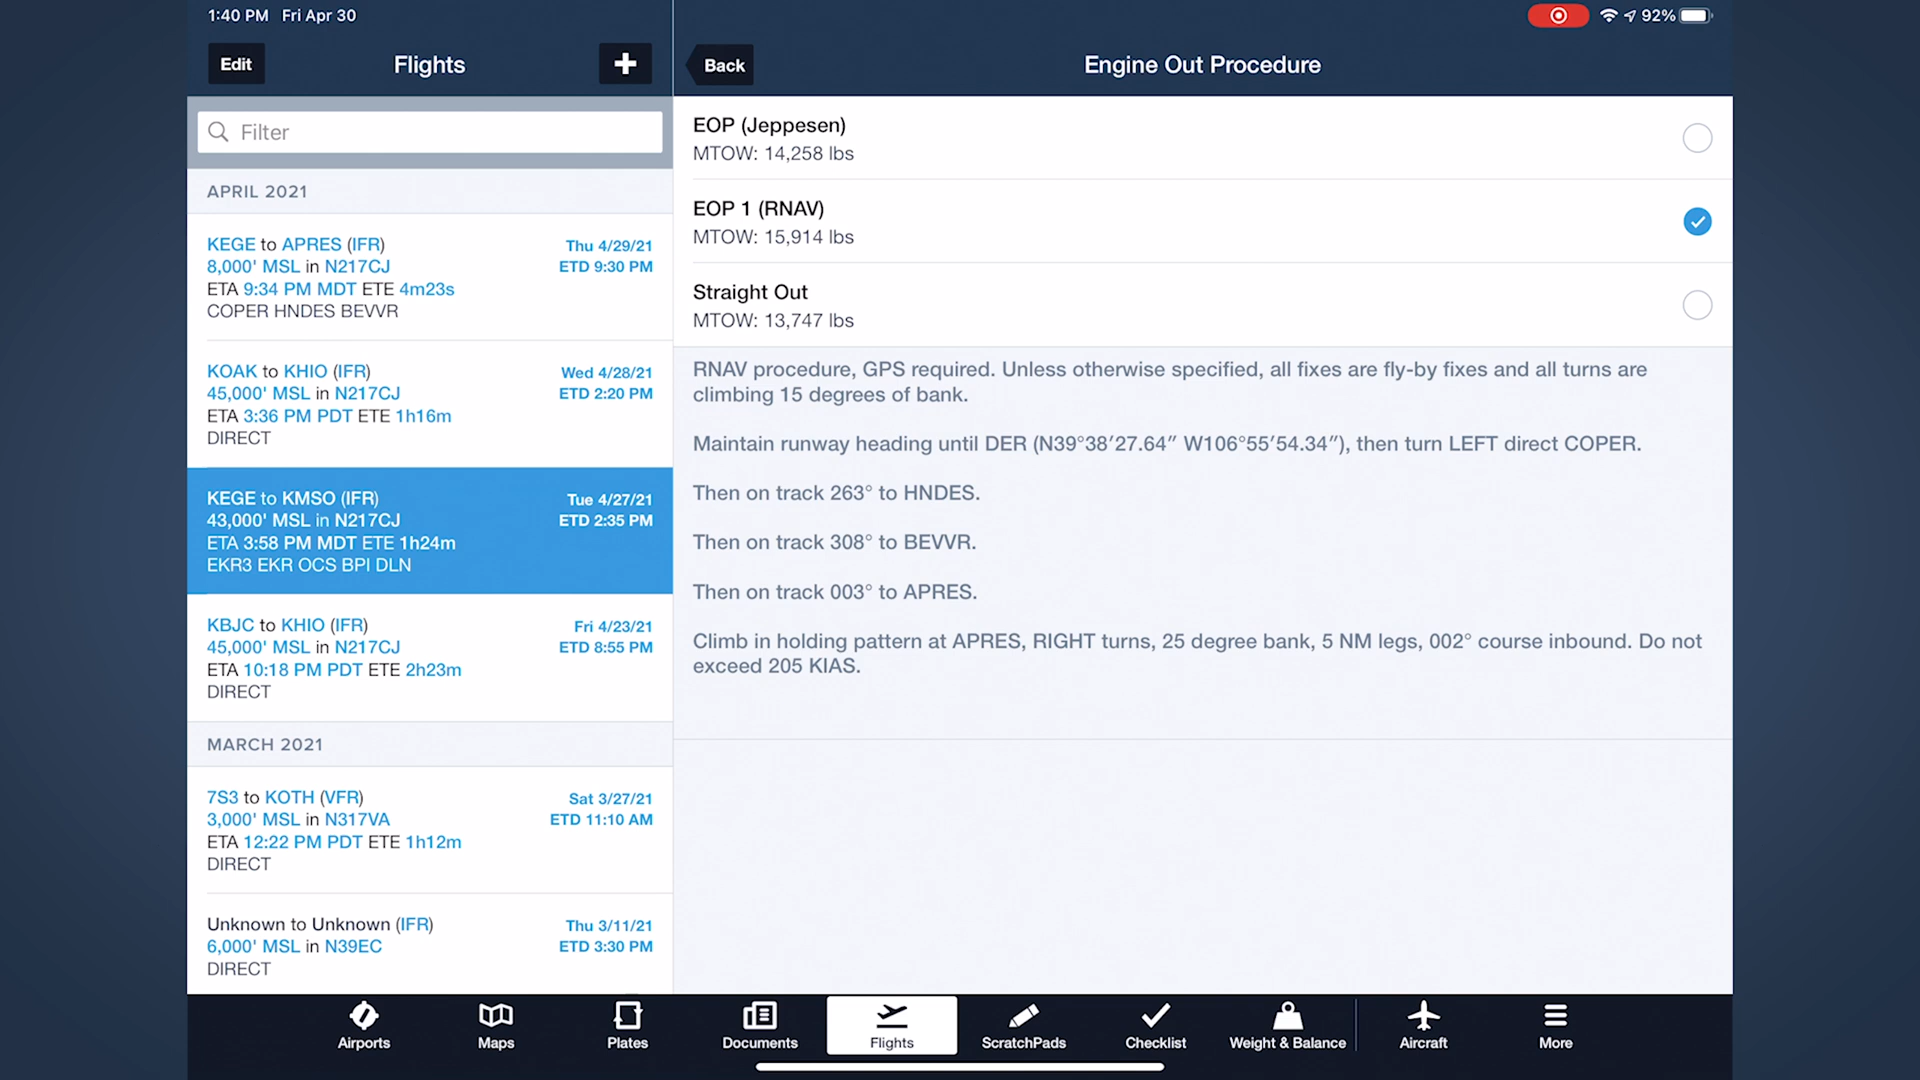 1:40 PM Fri Apr 30
92%
Edit
Flights
Back
Engine Out Procedure
Filter
APRIL 2021
KEGE to APRES (IFR)
Thu 4/29/21
8,000' MSL in N217CJ
ETD 9:30 PM
ETA 9:34 PM MDT ETE 4m23s
COPER HNDES BEVVR
KOAK to KHIO (IFR)
Wed 4/28/21
45,000' MSL in N217CJ
ETD 2:20 PM
ETA 3:36 PM PDT ETE 1h16m
DIRECT
KEGE to KMSO (IFR)
Tue 4/27/21
43,000' MSL in N217CJ
ETD 2:35 PM
ETA 3:58 PM MDT ETE 1h24m
EKR3 EKR OCS BPI DLN
KBJC to KHIO (IFR)
Fri 4/23/21
45,000' MSL in N217CJ
ETD 8:55 PM
ETA 10:18 PM PDT ETE 2h23m
DIRECT
MARCH 2021
7S3 to KOTH (VFR)
Sat 3/27/21
3,000' MSL in N317VA
ETD 11:10 AM
ETA 12:22 PM PDT ETE 1h12m
DIRECT
Unknown to Unknown (IFR)
Thu 3/11/21
6,000' MSL in N39EC
ETD 3:30 PM
DIRECT
EOP (Jeppesen)
MTOW: 14,258 lbs
EOP 1 (RNAV)
MTOW: 15,914 lbs
Straight Out
MTOW: 13,747 lbs
RNAV procedure, GPS required. Unless otherwise specified, all fixes are fly-by fixes and all turns are
climbing 15 degrees of bank.
Maintain runway heading until DER (N39°38′27.64″ W106°55′54.34″), then turn LEFT direct COPER.
Then on track 263° to HNDES.
Then on track 308° to BEVVR.
Then on track 003° to APRES.
Climb in holding pattern at APRES, RIGHT turns, 25 degree bank, 5 NM legs, 002° course inbound. Do not
exceed 205 KIAS.
Airports
Maps
Plates
Documents
Flights
ScratchPads
Checklist
Weight & Balance
Aircraft
More